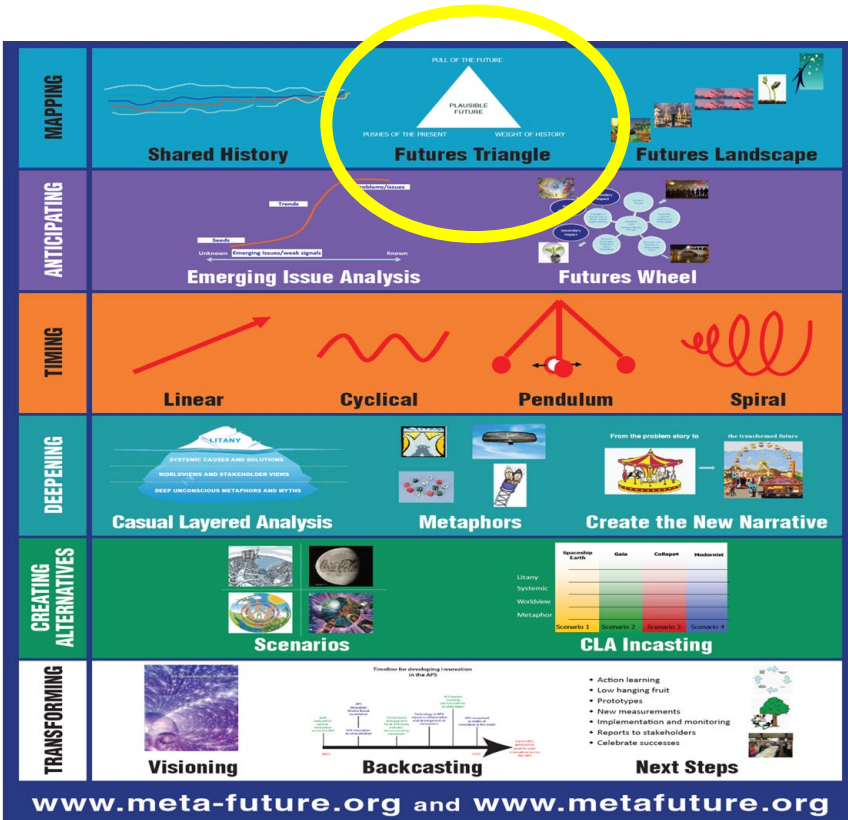 MAPPING
PULL OF THE FUTURE
PLAUSIBLE
FUTURE
PUSHES OF THE PRESENT
WEIGHT OF HISTORY
Shared History
Futures Triangle
Futures Landscape
ANTICIPATING
Problems/issues
Trends
Seeds
Unknown
Emerging Issues/weak signals
Known
Emerging Issue Analysis
Secondary
Impact
Futures Wheel
TIMING
Linear
Cyclical
Pendulum
Spiral
DEEPENING
LITANY
SYSTEMIC CAUSES AND SOLUTIONS
WORLDVIEWS AND STAKEHOLDER VIEWS
DEEP UNCONSCIOUS METAPHORS AND MYTHS
Casual Layered Analysis
Metaphors
From the problem story to
the transformed future
Create the New Narrative
CREATING
ALTERNATIVES
Scenarios
Spaceship
Earth
Gaia
Collapst
Modernist
Litany
Systemic
Worldview
Metaphor
Scenario 1
Scenario 2
Scenario 3
Scenario 4
CLA Incasting
TRANSFORMING
Visioning
Timeline for developing innovation
in the APS
Backcasting
• Action learning
• Low hanging fruit
• Prototypes
• New measurements
• Implementation and monitoring
• Reports to stakeholders
• Celebrate successes
Next Steps
www.meta-future.org and www.metafuture.org